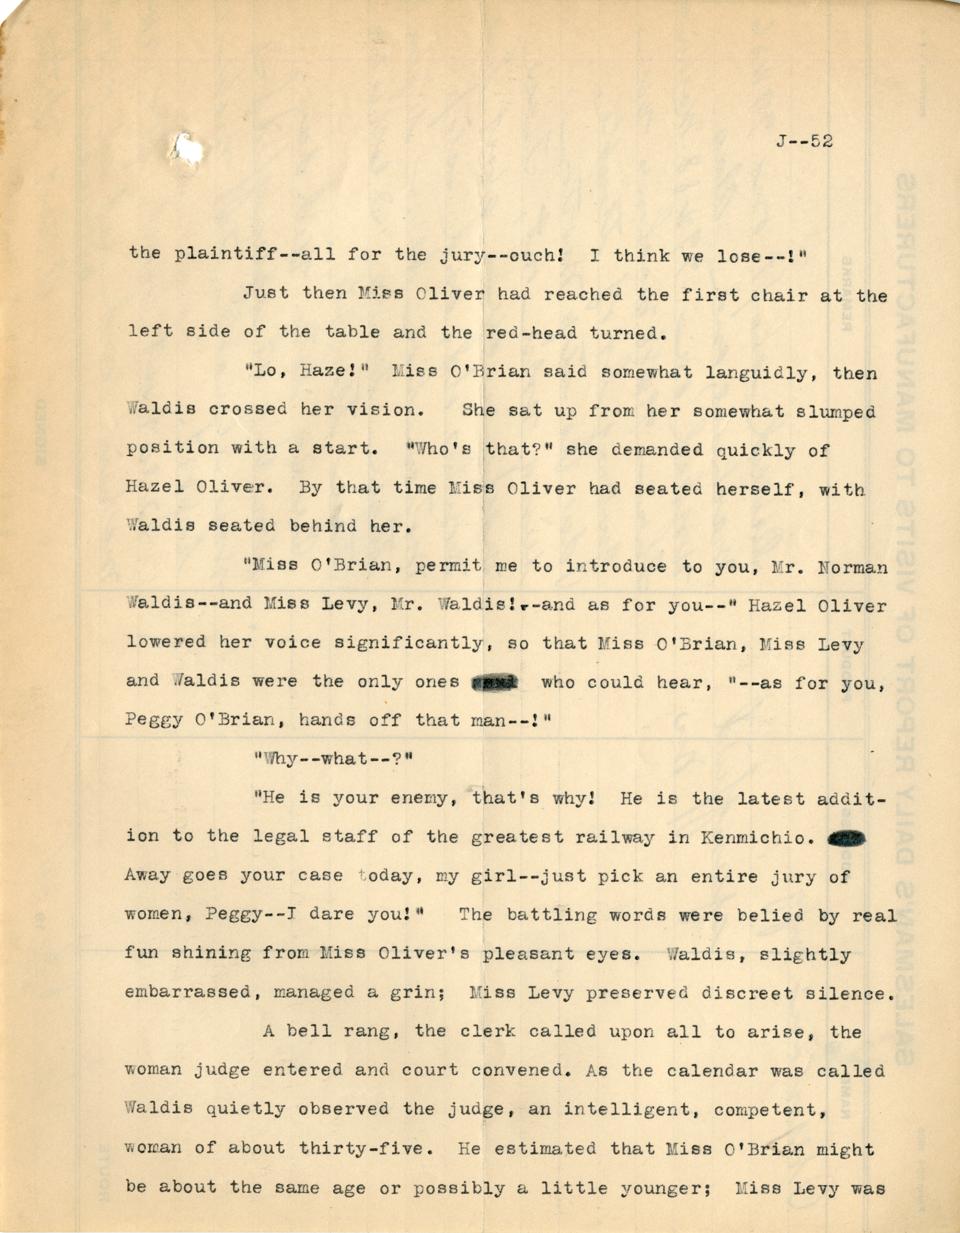 J--52
the plaintiff--all for the jury--ouch! I think we lose--!"
Just then Miss Oliver had reached the first chair at the
left side of the table and the red-head turned.
"Lo, Haze!" Miss O'Brian said somewhat languidly, then
Waldis crossed her vision. She sat up from her somewhat slumped
position with a start. "Who's that?" she demanded quickly of
Hazel Oliver. By that time Miss Oliver had seated herself, with
Waldis seated behind her.
"Miss O'Brian, permit me to introduce to you, Mr. Norman
Waldis--and Miss Levy, Mr. Waldis!--and as for you--" Hazel Oliver
lowered her voice significantly, so that Miss O'Brian, Miss Levy
and Waldis were the only ones who could hear, "--as for you,
Peggy O'Brian, hands off that man--!"
"Why--what--?"
"He is your enemy, that's why! He is the latest addit-
ion to the legal staff of the greatest railway in Kenmichio.
Away goes your case today, my girl--just pick an entire jury of
women, Peggy--I dare you!" The battling words were belied by real
fun shining from Miss Oliver's pleasant eyes. Waldis, slightly
embarrassed, managed a grin; Miss Levy preserved discreet silence.
A bell rang, the clerk called upon all to arise, the
woman judge entered and court convened. As the calendar was called
Waldis quietly observed the judge, an intelligent, competent,
woman of about thirty-five. He estimated that Miss O'Brian might
be about the same age or possibly a little younger; Miss Levy was
SALESMAN'S DAILY REPORT OF VISITS TO MANUFACTURERS
REMARKS